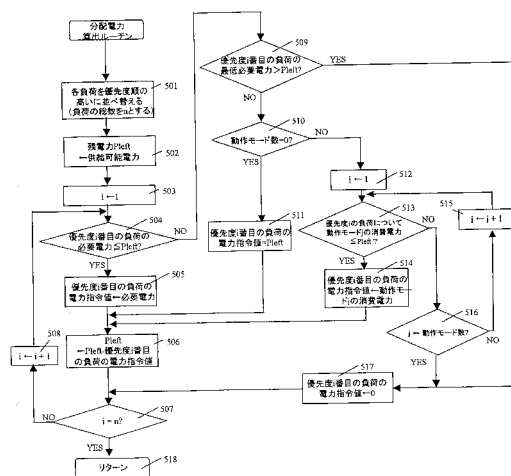 分配電力
算出ルーチン
各負荷を優先度順の
高いに並べ替える
(負荷の総数をnとする)
501
残電力Pleft
←供給可能電力
502
i←1
503
優先度i番目の負荷の
必要電力≦Pleft?
504
NO
YES
優先度i番目の負荷の
電力指令値←必要電力
505
Pleft
←Pleft-優先度i番目
の負荷の電力指令値
506
i=n?
507
NO
YES
i←i+1
508
リターン
518
優先度i番目の負荷の
最低必要電力>Pleft?
509
YES
NO
動作モード数=0?
510
NO
YES
優先度i番目の負荷の
電力指令値=Pleft
511
j←1
512
優先度iの負荷について
動作モードjの消費電力
≦Pleft?
513
NO
YES
優先度i番目の負荷の
電力指令値←動作モー
ドjの消費電力
514
j←j+1
515
j=動作モード数?
516
NO
YES
優先度i番目の負荷の
電力指令値←0
517